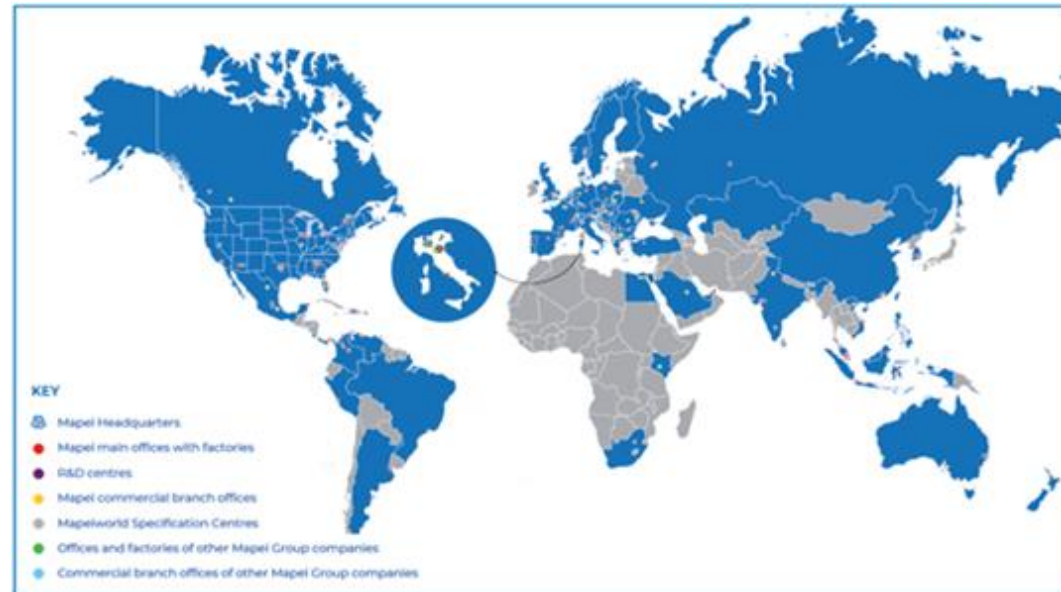 KEY
Mapei Headquarters
Mapei main offices with factories
R&D centres
Mapei commercial branch offices
Mapeiworld Specification Centres
Offices and factories of other Mapei Group companies
Commercial branch offices of other Mapei Group companies